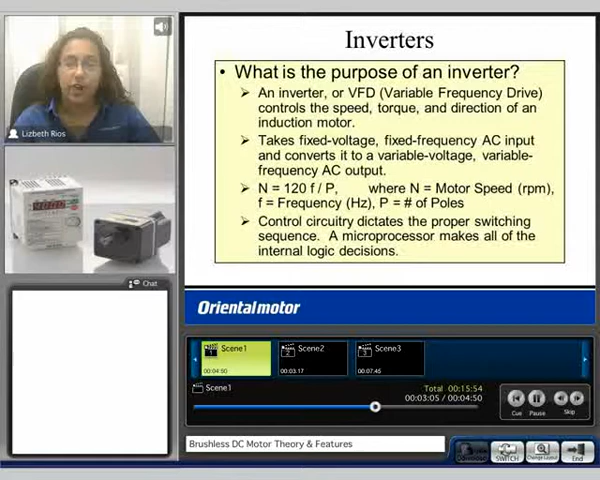 Lizbeth Rios
Chat
Inverters
• What is the purpose of an inverter?
➢ An inverter, or VFD (Variable Frequency Drive)
controls the speed, torque, and direction of an
induction motor.
➢ Takes fixed-voltage, fixed-frequency AC input
and converts it to a variable-voltage, variable-
frequency AC output.
➢ N = 120 f / P, where N = Motor Speed (rpm),
f = Frequency (Hz), P = # of Poles
➢ Control circuitry dictates the proper switching
sequence. A microprocessor makes all of the
internal logic decisions.
Orientalmotor
1 Scene1
00:04:50
2 Scene2
00:03:17
3 Scene3
00:07:45
Scene1
Total 00:15:54
00:03:05 / 00:04:50
Cue Pause Skip
Brushless DC Motor Theory & Features
SWITCH Change Layout End